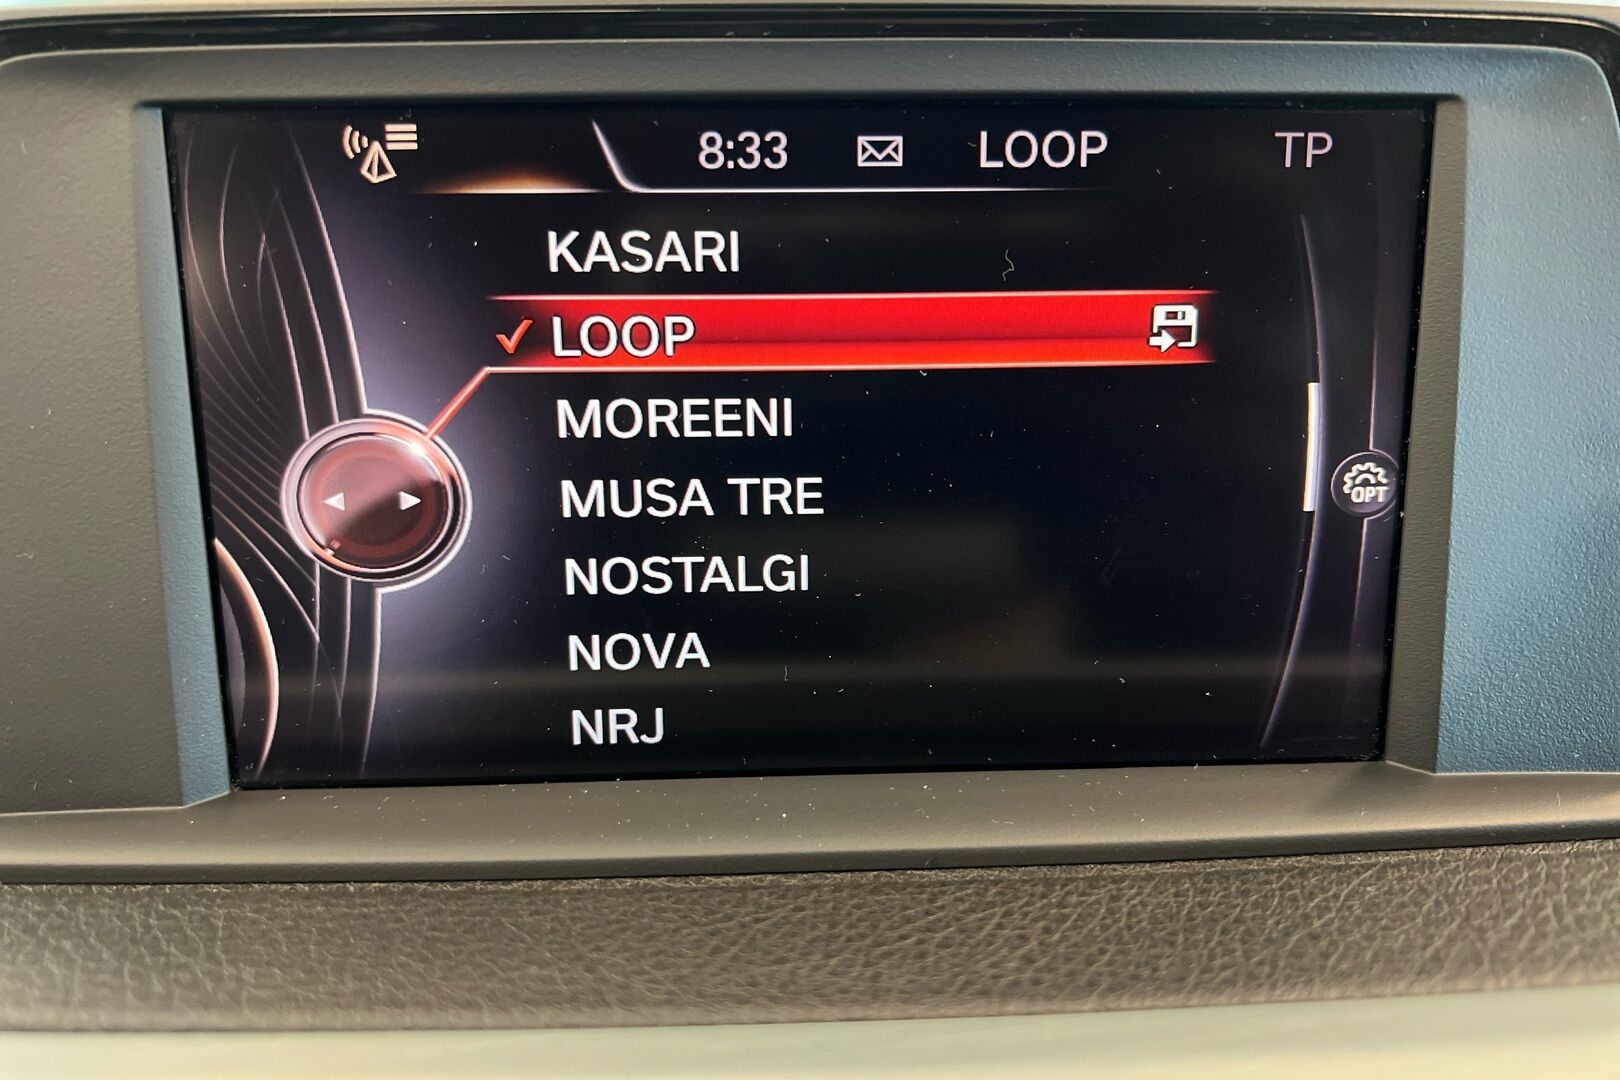 8:33 LOOP TP
KASARI
LOOP
MOREENI
MUSA TRE
NOSTALGI
NOVA
NRJ
OPT